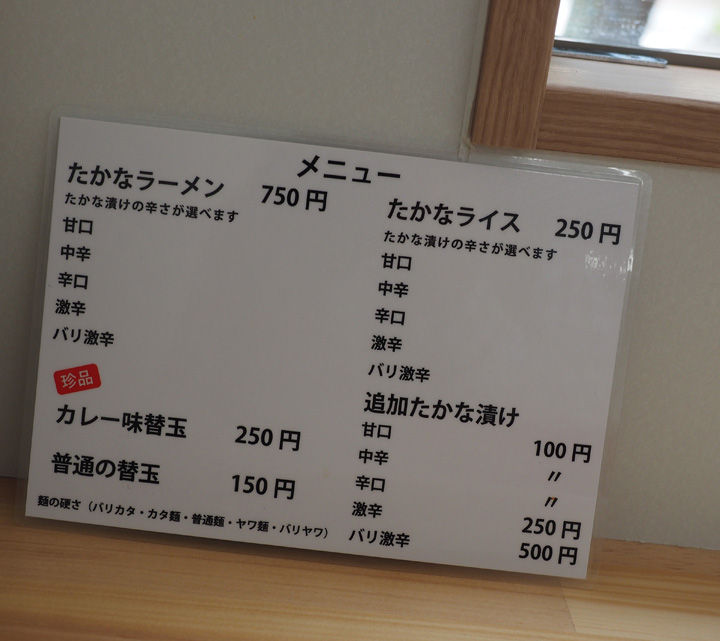 メニュー
たかなラーメン 750円
たかな漬けの辛さが選べます
甘口
中辛
辛口
激辛
バリ激辛
珍品
カレー味替玉 250円
普通の替玉 150円
麺の硬さ（バリカタ・カタ麺・普通麺・ヤワ麺・バリヤワ）
たかなライス 250円
たかな漬けの辛さが選べます
甘口
中辛
辛口
激辛
バリ激辛
追加たかな漬け
甘口 100円
中辛 〃
辛口 〃
激辛 250円
バリ激辛 500円